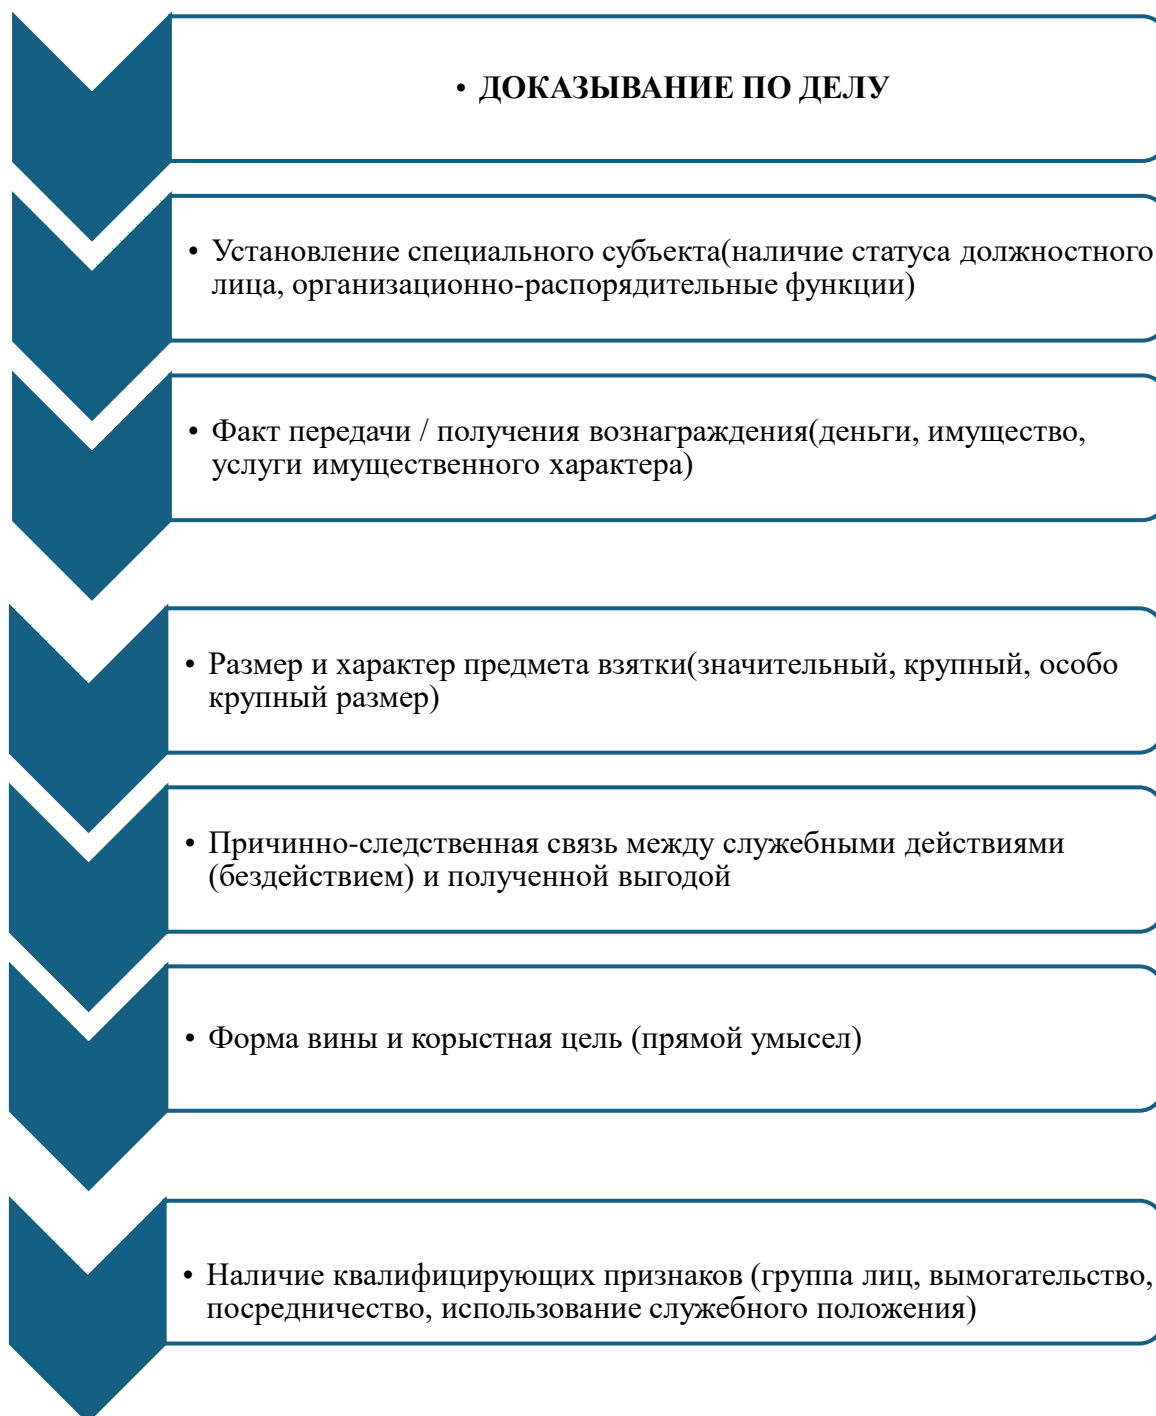 • ДОКАЗЫВАНИЕ ПО ДЕЛУ
• Установление специального субъекта(наличие статуса должностного
лица, организационно-распорядительные функции)
• Факт передачи / получения вознаграждения(деньги, имущество,
услуги имущественного характера)
• Размер и характер предмета взятки(значительный, крупный, особо
крупный размер)
• Причинно-следственная связь между служебными действиями
(бездействием) и полученной выгодой
• Форма вины и корыстная цель (прямой умысел)
• Наличие квалифицирующих признаков (группа лиц, вымогательство,
посредничество, использование служебного положения)